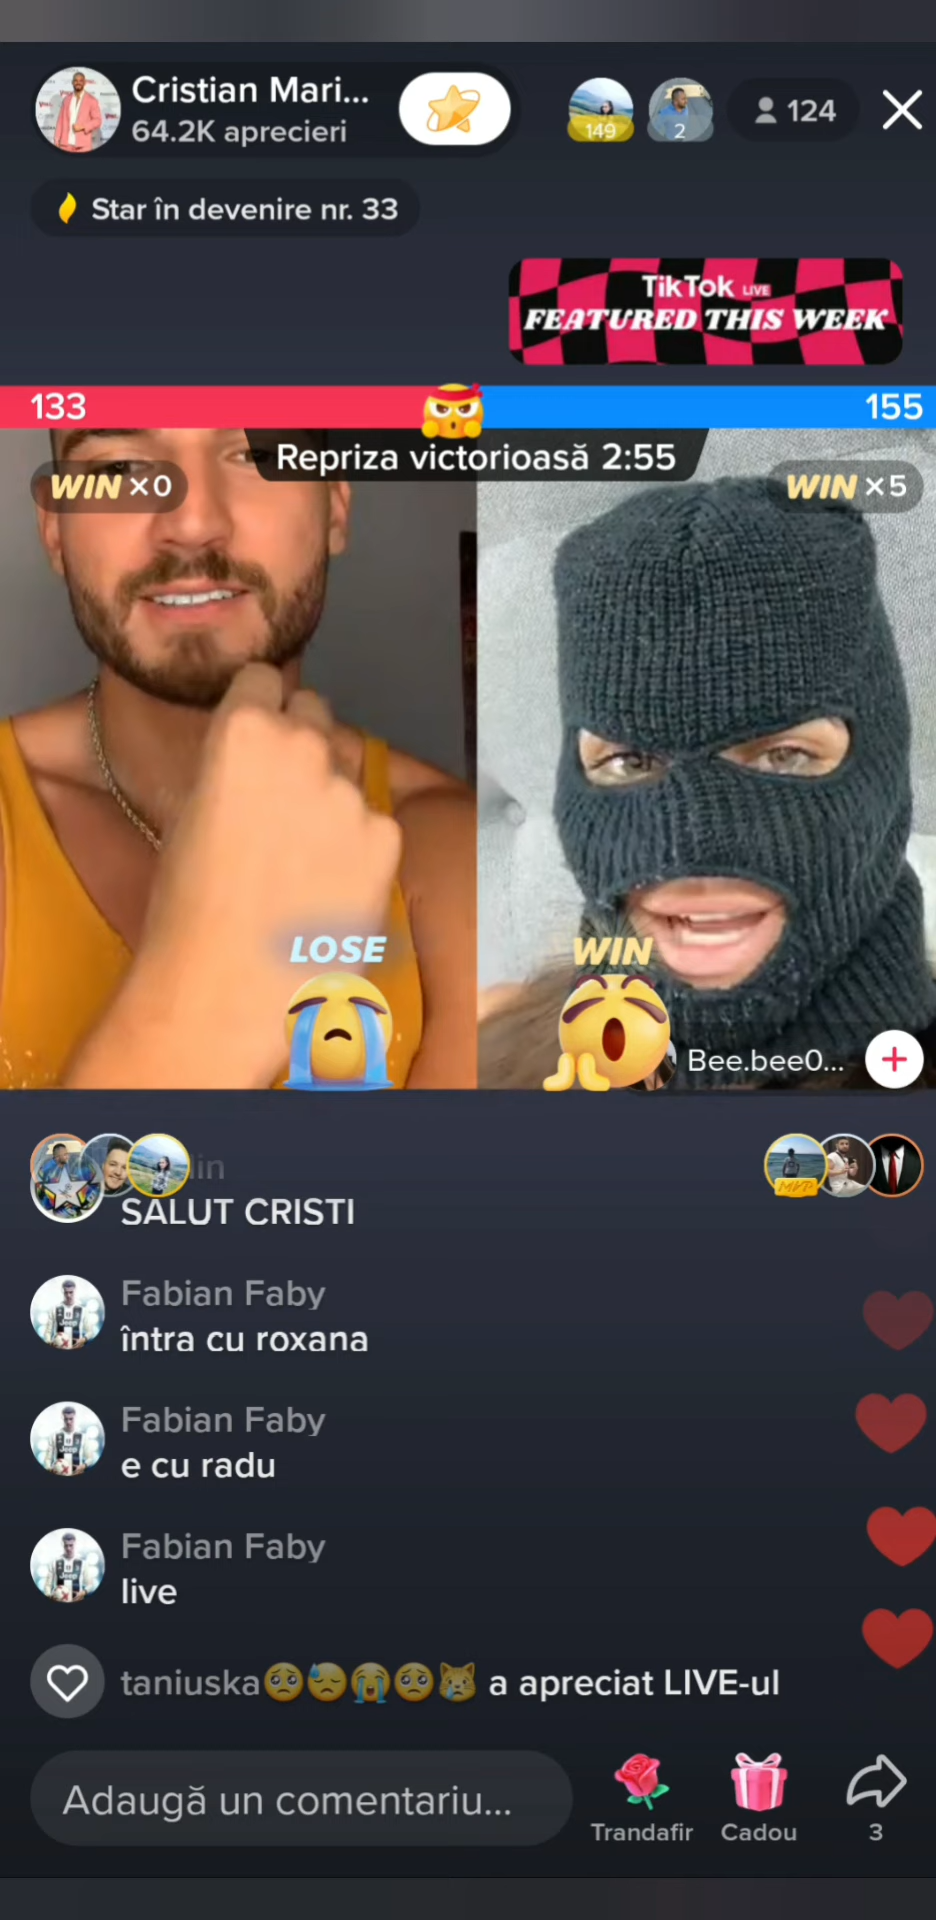 Cristian Mari...
64.2K aprecieri
149
2
124
Star în devenire nr. 33
TikTok LIVE
FEATURED THIS WEEK
133
155
Repriza victorioasă 2:55
WIN ×0
WIN ×5
LOSE
WIN
Bee.bee0...
MVP
SALUT CRISTI
Fabian Faby
întra cu roxana
Fabian Faby
e cu radu
Fabian Faby
live
taniuska🥺😓😭🥺😿 a apreciat LIVE-ul
Adaugă un comentariu...
Trandafir
Cadou
3